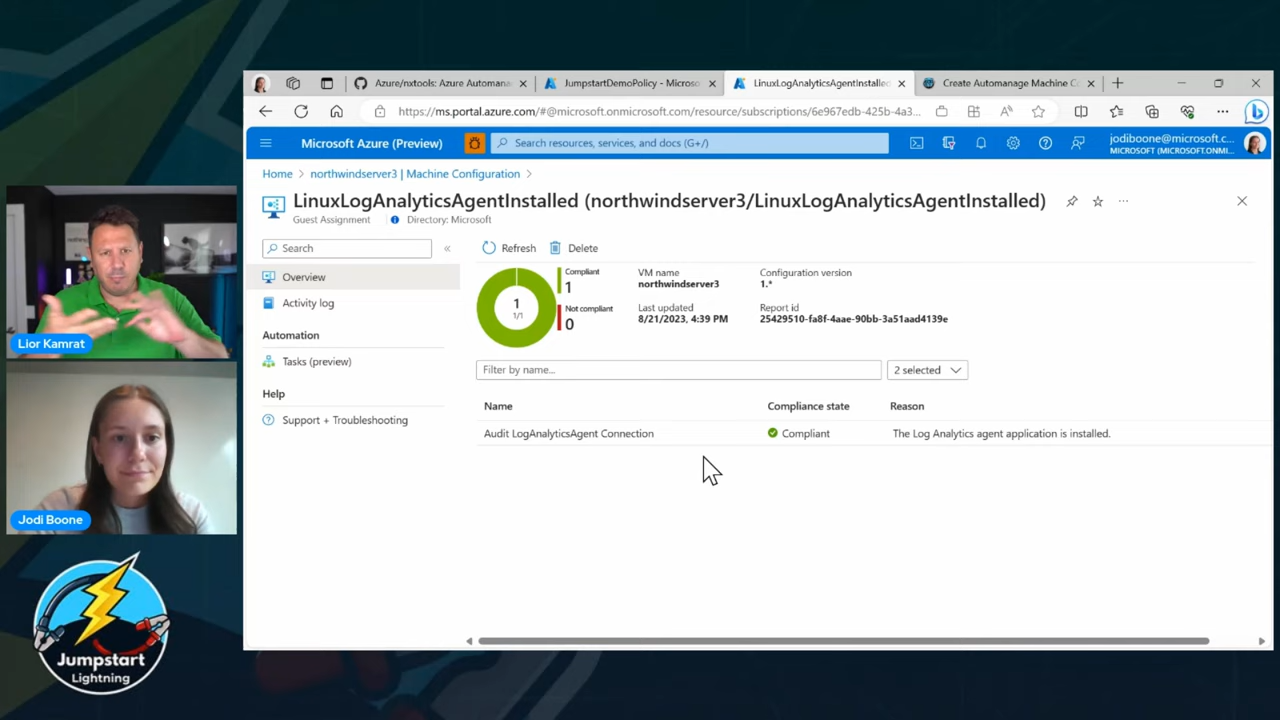 Azure/nxtools: Azure Automana...
JumpstartDemoPolicy - Microso
LinuxLogAnalyticsAgentInstalled
Create Automanage Machine Co
https://ms.portal.azure.com/#@microsoft.onmicrosoft.com/resource/subscriptions/6e967edb-425b-4a3...
Microsoft Azure (Preview)
Search resources, services, and docs (G+/)
jodiboone@microsoft.c...
MICROSOFT (MICROSOFT.ONMI...
Home > northwindserver3 | Machine Configuration >
LinuxLogAnalyticsAgentInstalled (northwindserver3/LinuxLogAnalyticsAgentInstalled)
Guest Assignment
Directory: Microsoft
Search
Refresh
Delete
Overview
Activity log
Automation
Tasks (preview)
Help
Support + Troubleshooting
1
1/1
Compliant
1
Not compliant
0
VM name
northwindserver3
Last updated
8/21/2023, 4:39 PM
Configuration version
1.*
Report id
25429510-fa8f-4aae-90bb-3a51aad4139e
Filter by name...
2 selected
Name Compliance state Reason
Audit LogAnalyticsAgent Connection Compliant The Log Analytics agent application is installed.
Lior Kamrat
Jodi Boone
Jumpstart
Lightning